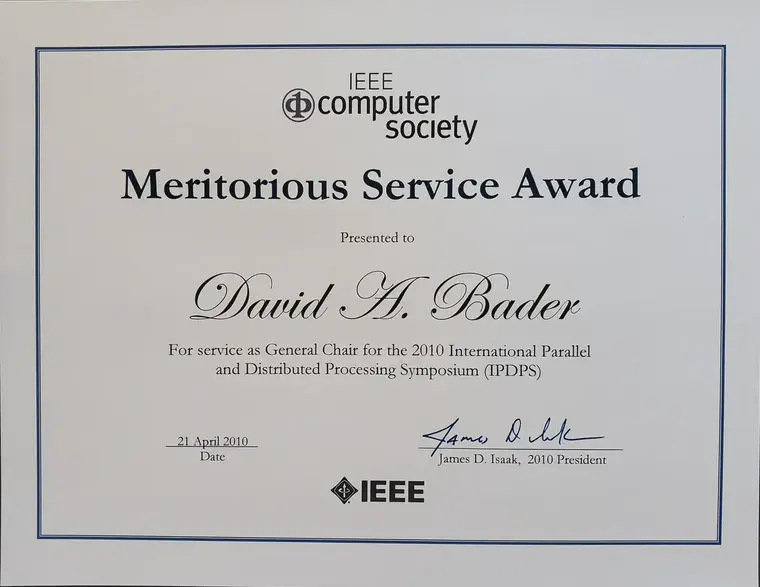 IEEE
computer
society
Meritorious Service Award
Presented to
David A. Bader
For service as General Chair for the 2010 International Parallel
and Distributed Processing Symposium (IPDPS)
21 April 2010
Date
James D. Isaak
James D. Isaak, 2010 President
IEEE